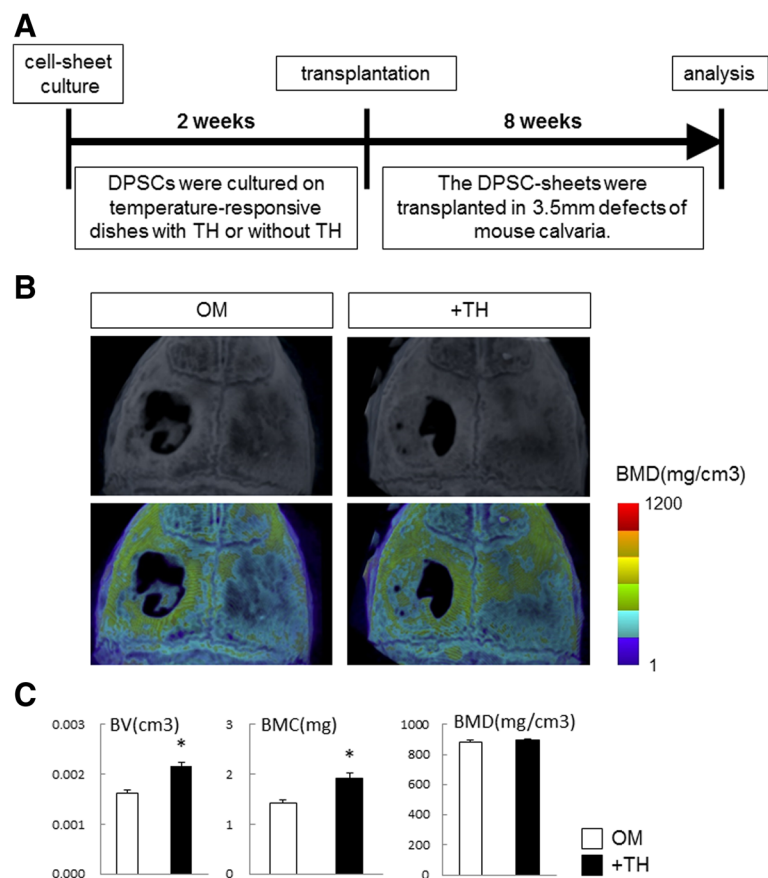 A
cell-sheet
culture
transplantation
analysis
2 weeks
8 weeks
DPSCs were cultured on
temperature-responsive
dishes with TH or without TH
The DPSC-sheets were
transplanted in 3.5mm defects of
mouse calvaria.
B
OM
+TH
BMD(mg/cm3)
1200
1
C
BV(cm3)
0.003
0.002
0.001
0.000
*
BMC(mg)
3
2
1
0
*
BMD(mg/cm3)
1000
800
600
400
200
0
OM
+TH